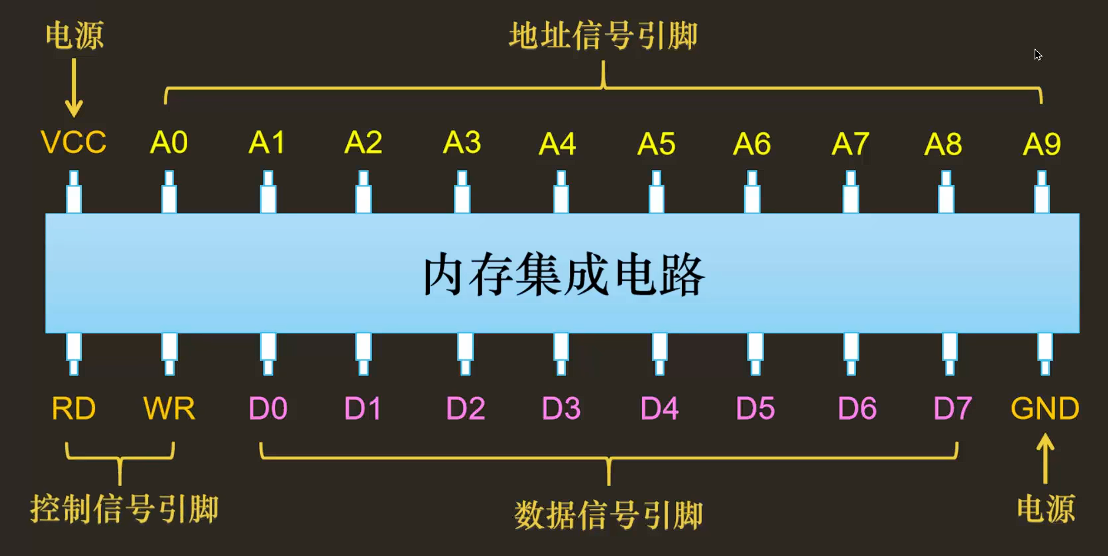 电源
地址信号引脚
VCC A0 A1 A2 A3 A4 A5 A6 A7 A8 A9
内存集成电路
RD WR D0 D1 D2 D3 D4 D5 D6 D7 GND
控制信号引脚
数据信号引脚
电源